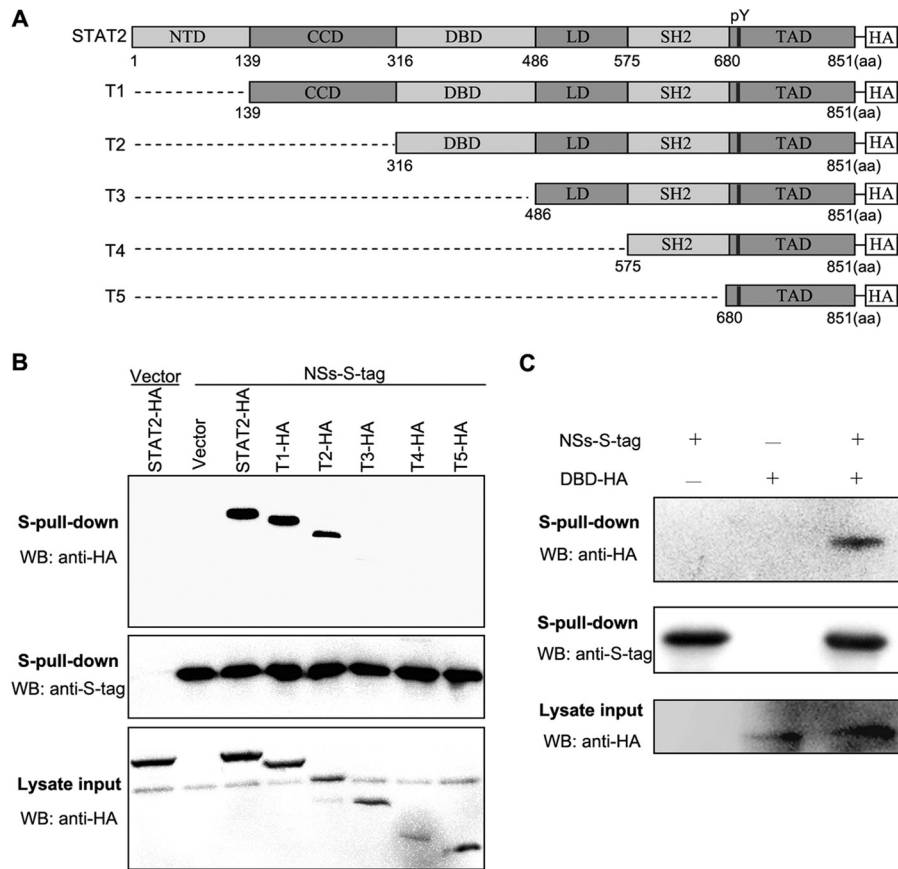 A
pY
STAT2 NTD CCD DBD LD SH2 TAD HA
1 139 316 486 575 680 851(aa)
T1 CCD DBD LD SH2 TAD HA
139 851(aa)
T2 DBD LD SH2 TAD HA
316 851(aa)
T3 LD SH2 TAD HA
486 851(aa)
T4 SH2 TAD HA
575 851(aa)
T5 TAD HA
680 851(aa)
B
Vector NSs-S-tag
STAT2-HA Vector STAT2-HA T1-HA T2-HA T3-HA T4-HA T5-HA
S-pull-down
WB: anti-HA
S-pull-down
WB: anti-S-tag
Lysate input
WB: anti-HA
C
NSs-S-tag + — +
DBD-HA — + +
S-pull-down
WB: anti-HA
S-pull-down
WB: anti-S-tag
Lysate input
WB: anti-HA